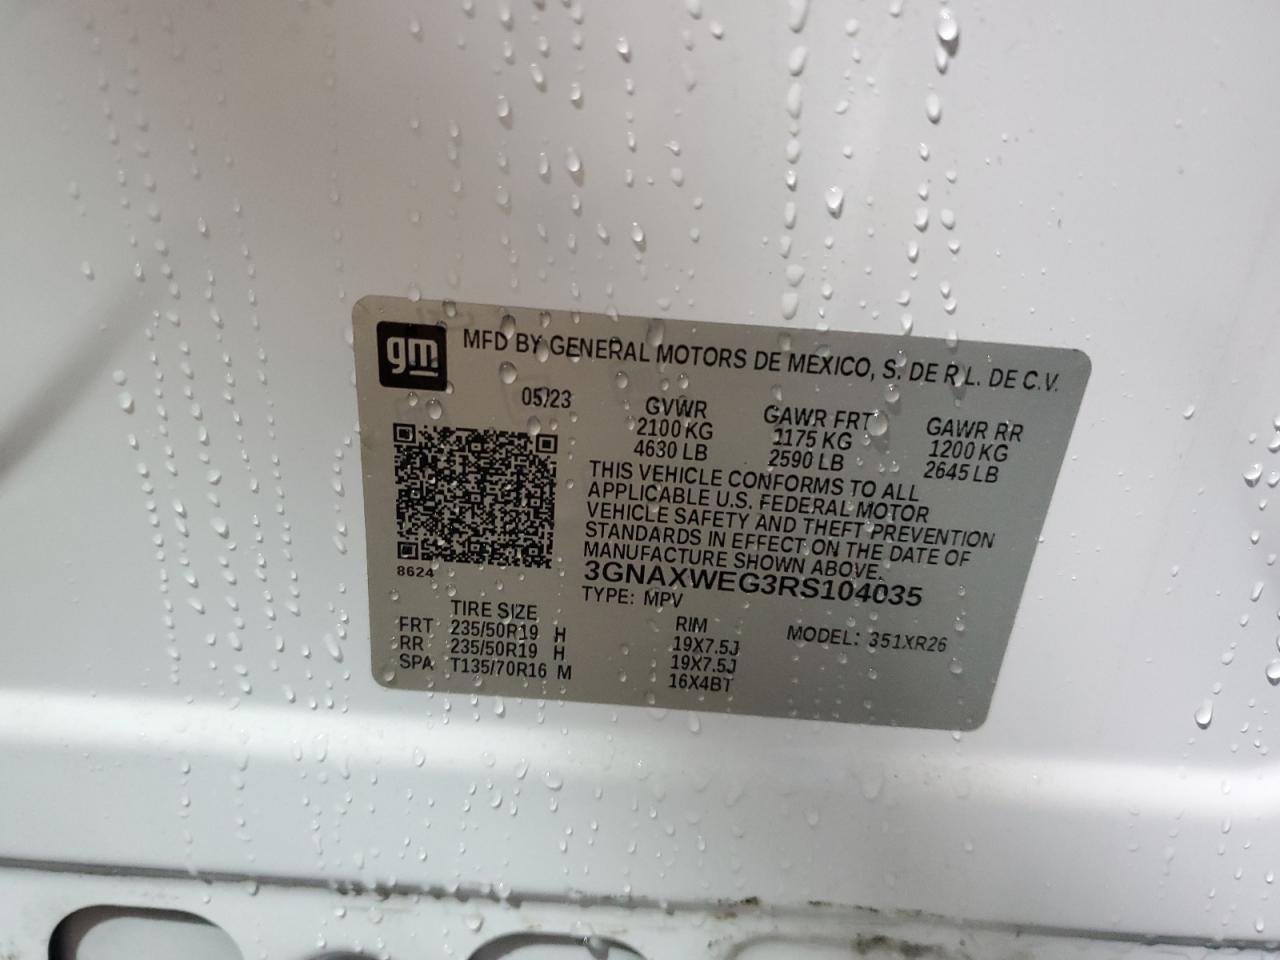 gm
MFD BY GENERAL MOTORS DE MEXICO, S. DE R.L. DE C.V.
05/23
GVWR
2100 KG
4630 LB
GAWR FRT
1175 KG
2590 LB
GAWR RR
1200 KG
2645 LB
THIS VEHICLE CONFORMS TO ALL
APPLICABLE U.S. FEDERAL MOTOR
VEHICLE SAFETY AND THEFT PREVENTION
STANDARDS IN EFFECT ON THE DATE OF
MANUFACTURE SHOWN ABOVE.
8624
3GNAXWEG3RS104035
TYPE: MPV
TIRE SIZE RIM
MODEL: 351XR26
FRT 235/50R19 H 19X7.5J
RR 235/50R19 H 19X7.5J
SPA T135/70R16 M 16X4BT